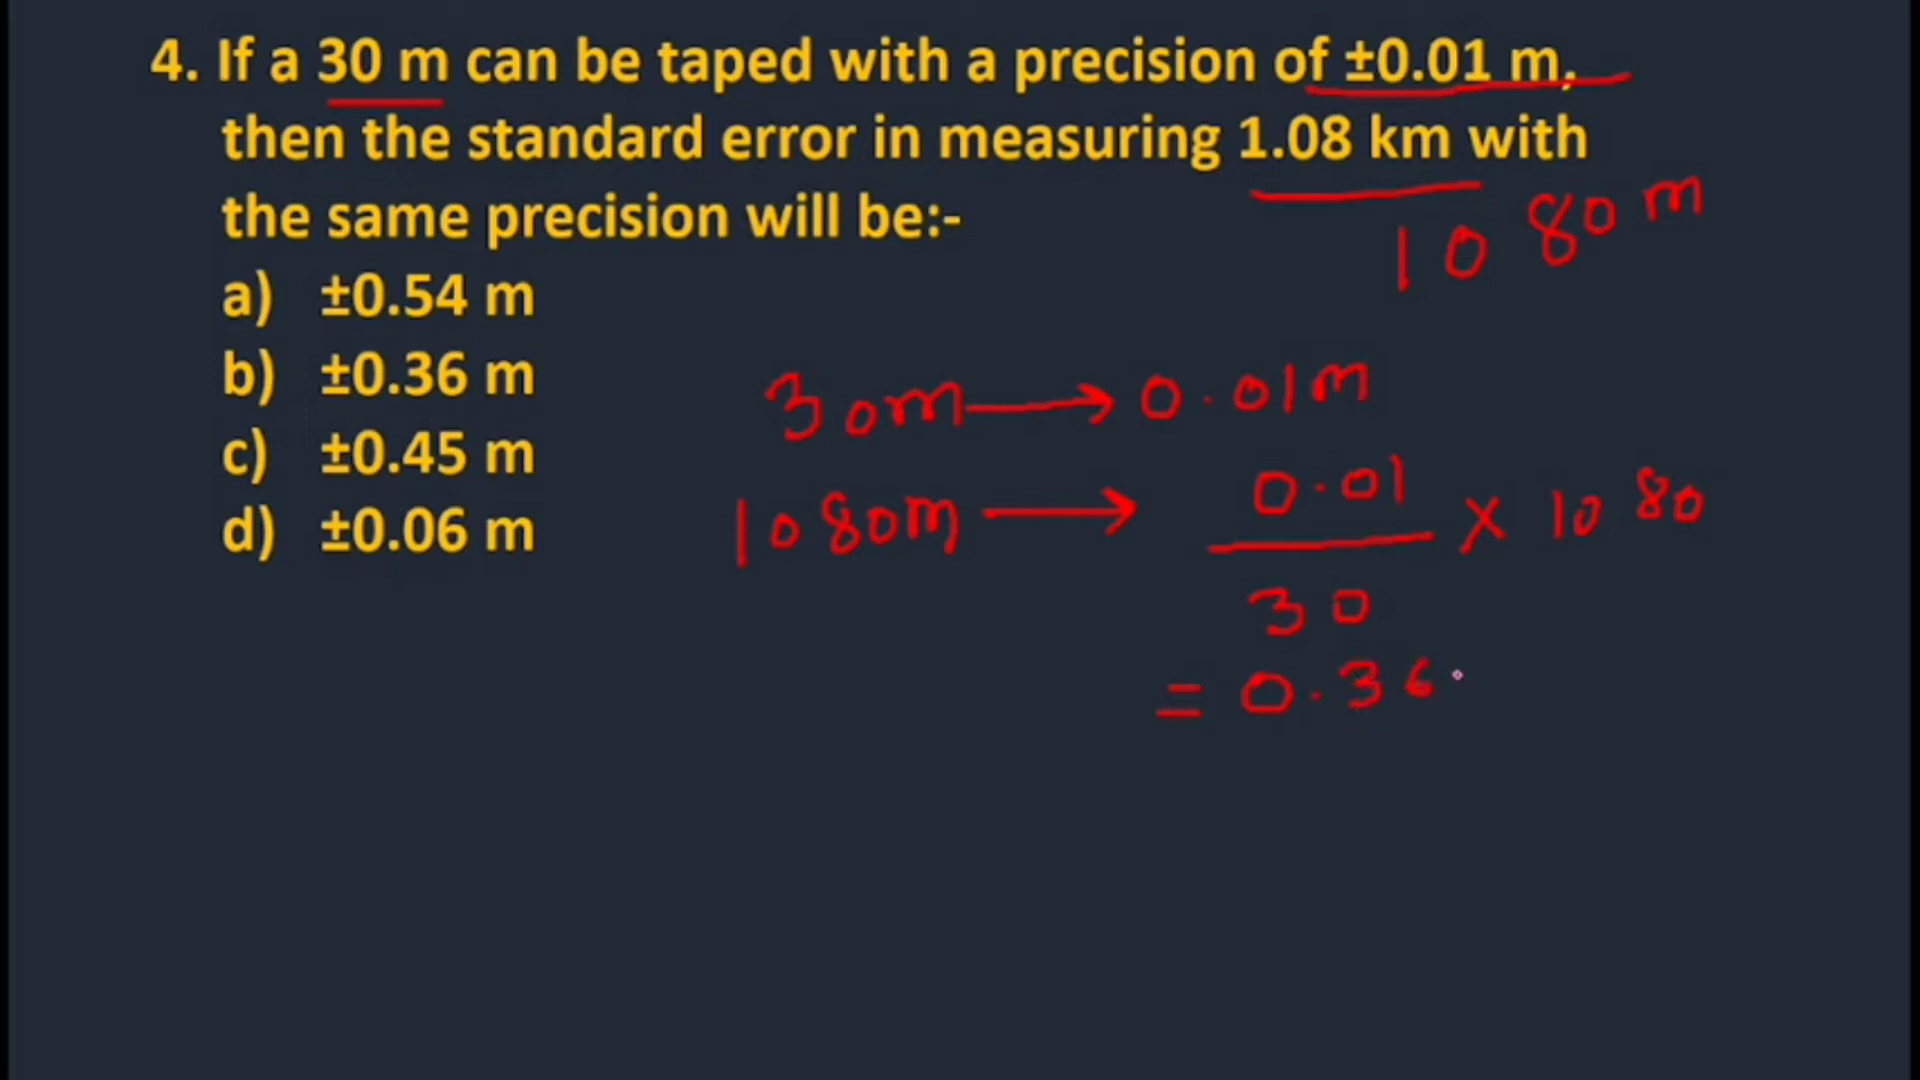 4. If a 30 m can be taped with a precision of ±0.01 m,
then the standard error in measuring 1.08 km with
the same precision will be:-
1080m
a) ±0.54 m
b) ±0.36 m
c) ±0.45 m
d) ±0.06 m
30m → 0.01m
1080m → 0.01/30 × 1080
= 0.36